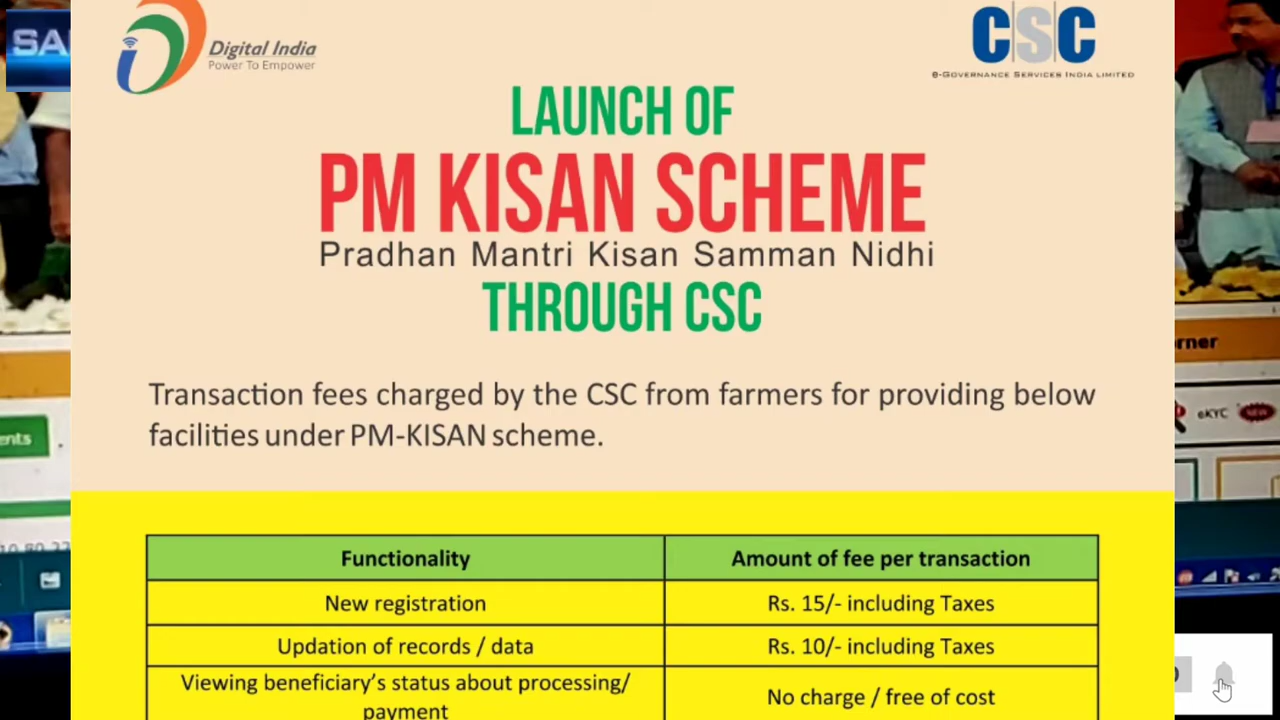 Digital India
Power To Empower
CSC
e-Governance Services India Limited
LAUNCH OF
PM KISAN SCHEME
Pradhan Mantri Kisan Samman Nidhi
THROUGH CSC
Transaction fees charged by the CSC from farmers for providing below
facilities under PM-KISAN scheme.
eKYC
Functionality
Amount of fee per transaction
New registration
Rs. 15/- including Taxes
Updation of records / data
Rs. 10/- including Taxes
Viewing beneficiary's status about processing/
payment
No charge / free of cost